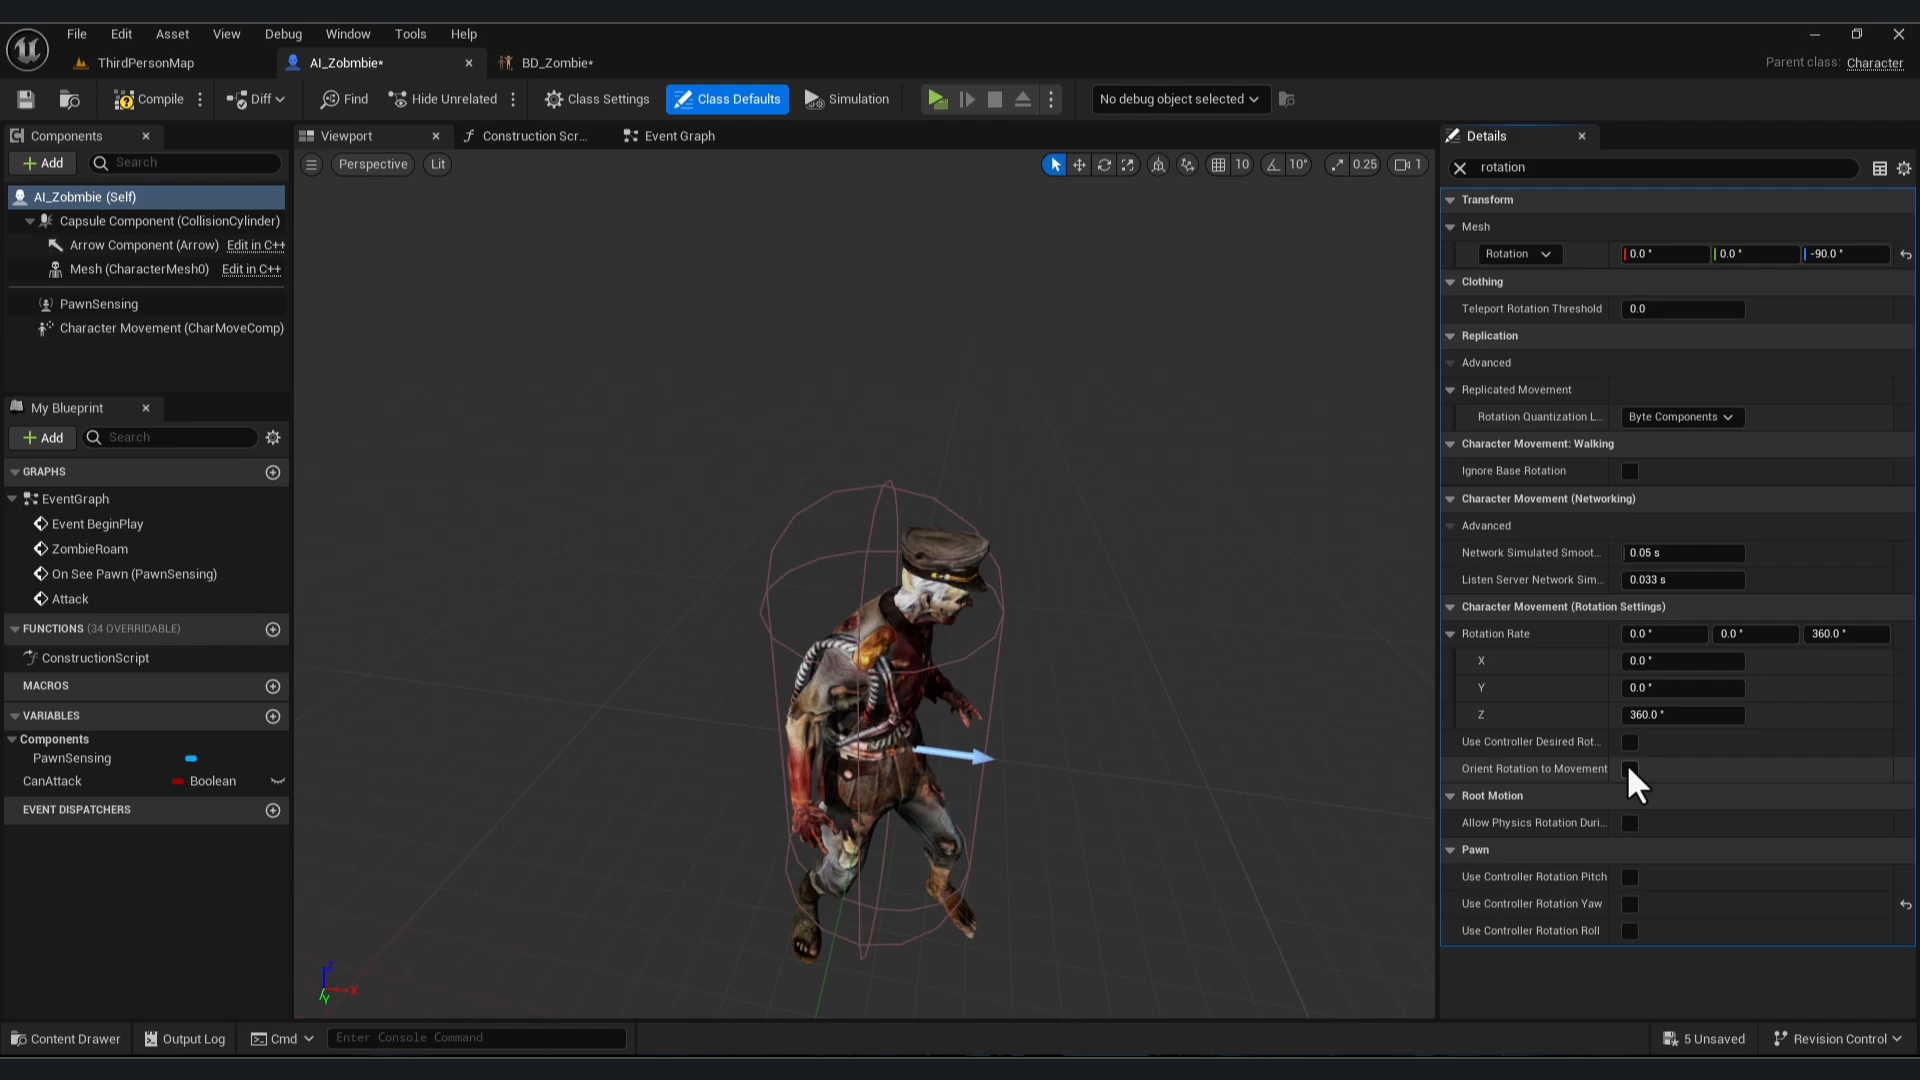 File Edit Asset View Debug Window Tools Help
ThirdPersonMap AI_Zobmbie* BD_Zombie* Parent class: Character
Compile Diff Find Hide Unrelated Class Settings Class Defaults Simulation No debug object selected
Components
Add Search
AI_Zobmbie (Self)
Capsule Component (CollisionCylinder)
Arrow Component (Arrow) Edit in C++
Mesh (CharacterMesh0) Edit in C++
PawnSensing
Character Movement (CharMoveComp)
My Blueprint
Add Search
GRAPHS
EventGraph
Event BeginPlay
ZombieRoam
On See Pawn (PawnSensing)
Attack
FUNCTIONS (34 OVERRIDABLE)
ConstructionScript
MACROS
VARIABLES
Components
PawnSensing
CanAttack Boolean
EVENT DISPATCHERS
Viewport Construction Scr... Event Graph
Perspective Lit 10 10° 0.25 1
Z
X
Y
Details
rotation
Transform
Mesh
Rotation 0.0 ° 0.0 ° -90.0 °
Clothing
Teleport Rotation Threshold 0.0
Replication
Advanced
Replicated Movement
Rotation Quantization L... Byte Components
Character Movement: Walking
Ignore Base Rotation
Character Movement (Networking)
Advanced
Network Simulated Smoot... 0.05 s
Listen Server Network Sim... 0.033 s
Character Movement (Rotation Settings)
Rotation Rate 0.0 ° 0.0 ° 360.0 °
X 0.0 °
Y 0.0 °
Z 360.0 °
Use Controller Desired Rot...
Orient Rotation to Movement
Root Motion
Allow Physics Rotation Duri...
Pawn
Use Controller Rotation Pitch
Use Controller Rotation Yaw
Use Controller Rotation Roll
Content Drawer Output Log Cmd Enter Console Command 5 Unsaved Revision Control